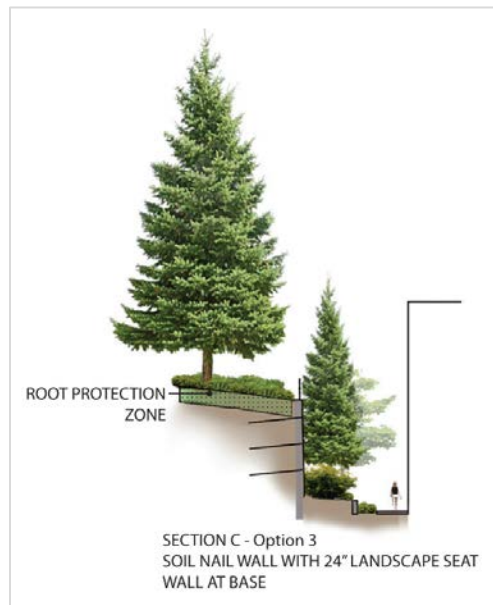 ROOT PROTECTION
ZONE
SECTION C - Option 3
SOIL NAIL WALL WITH 24" LANDSCAPE SEAT
WALL AT BASE